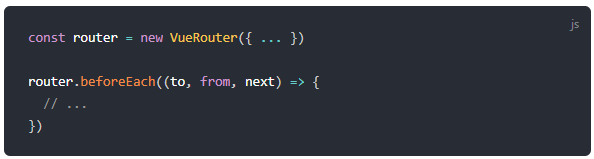 js
const router = new VueRouter({ ... })
router.beforeEach((to, from, next) => {
// ...
})